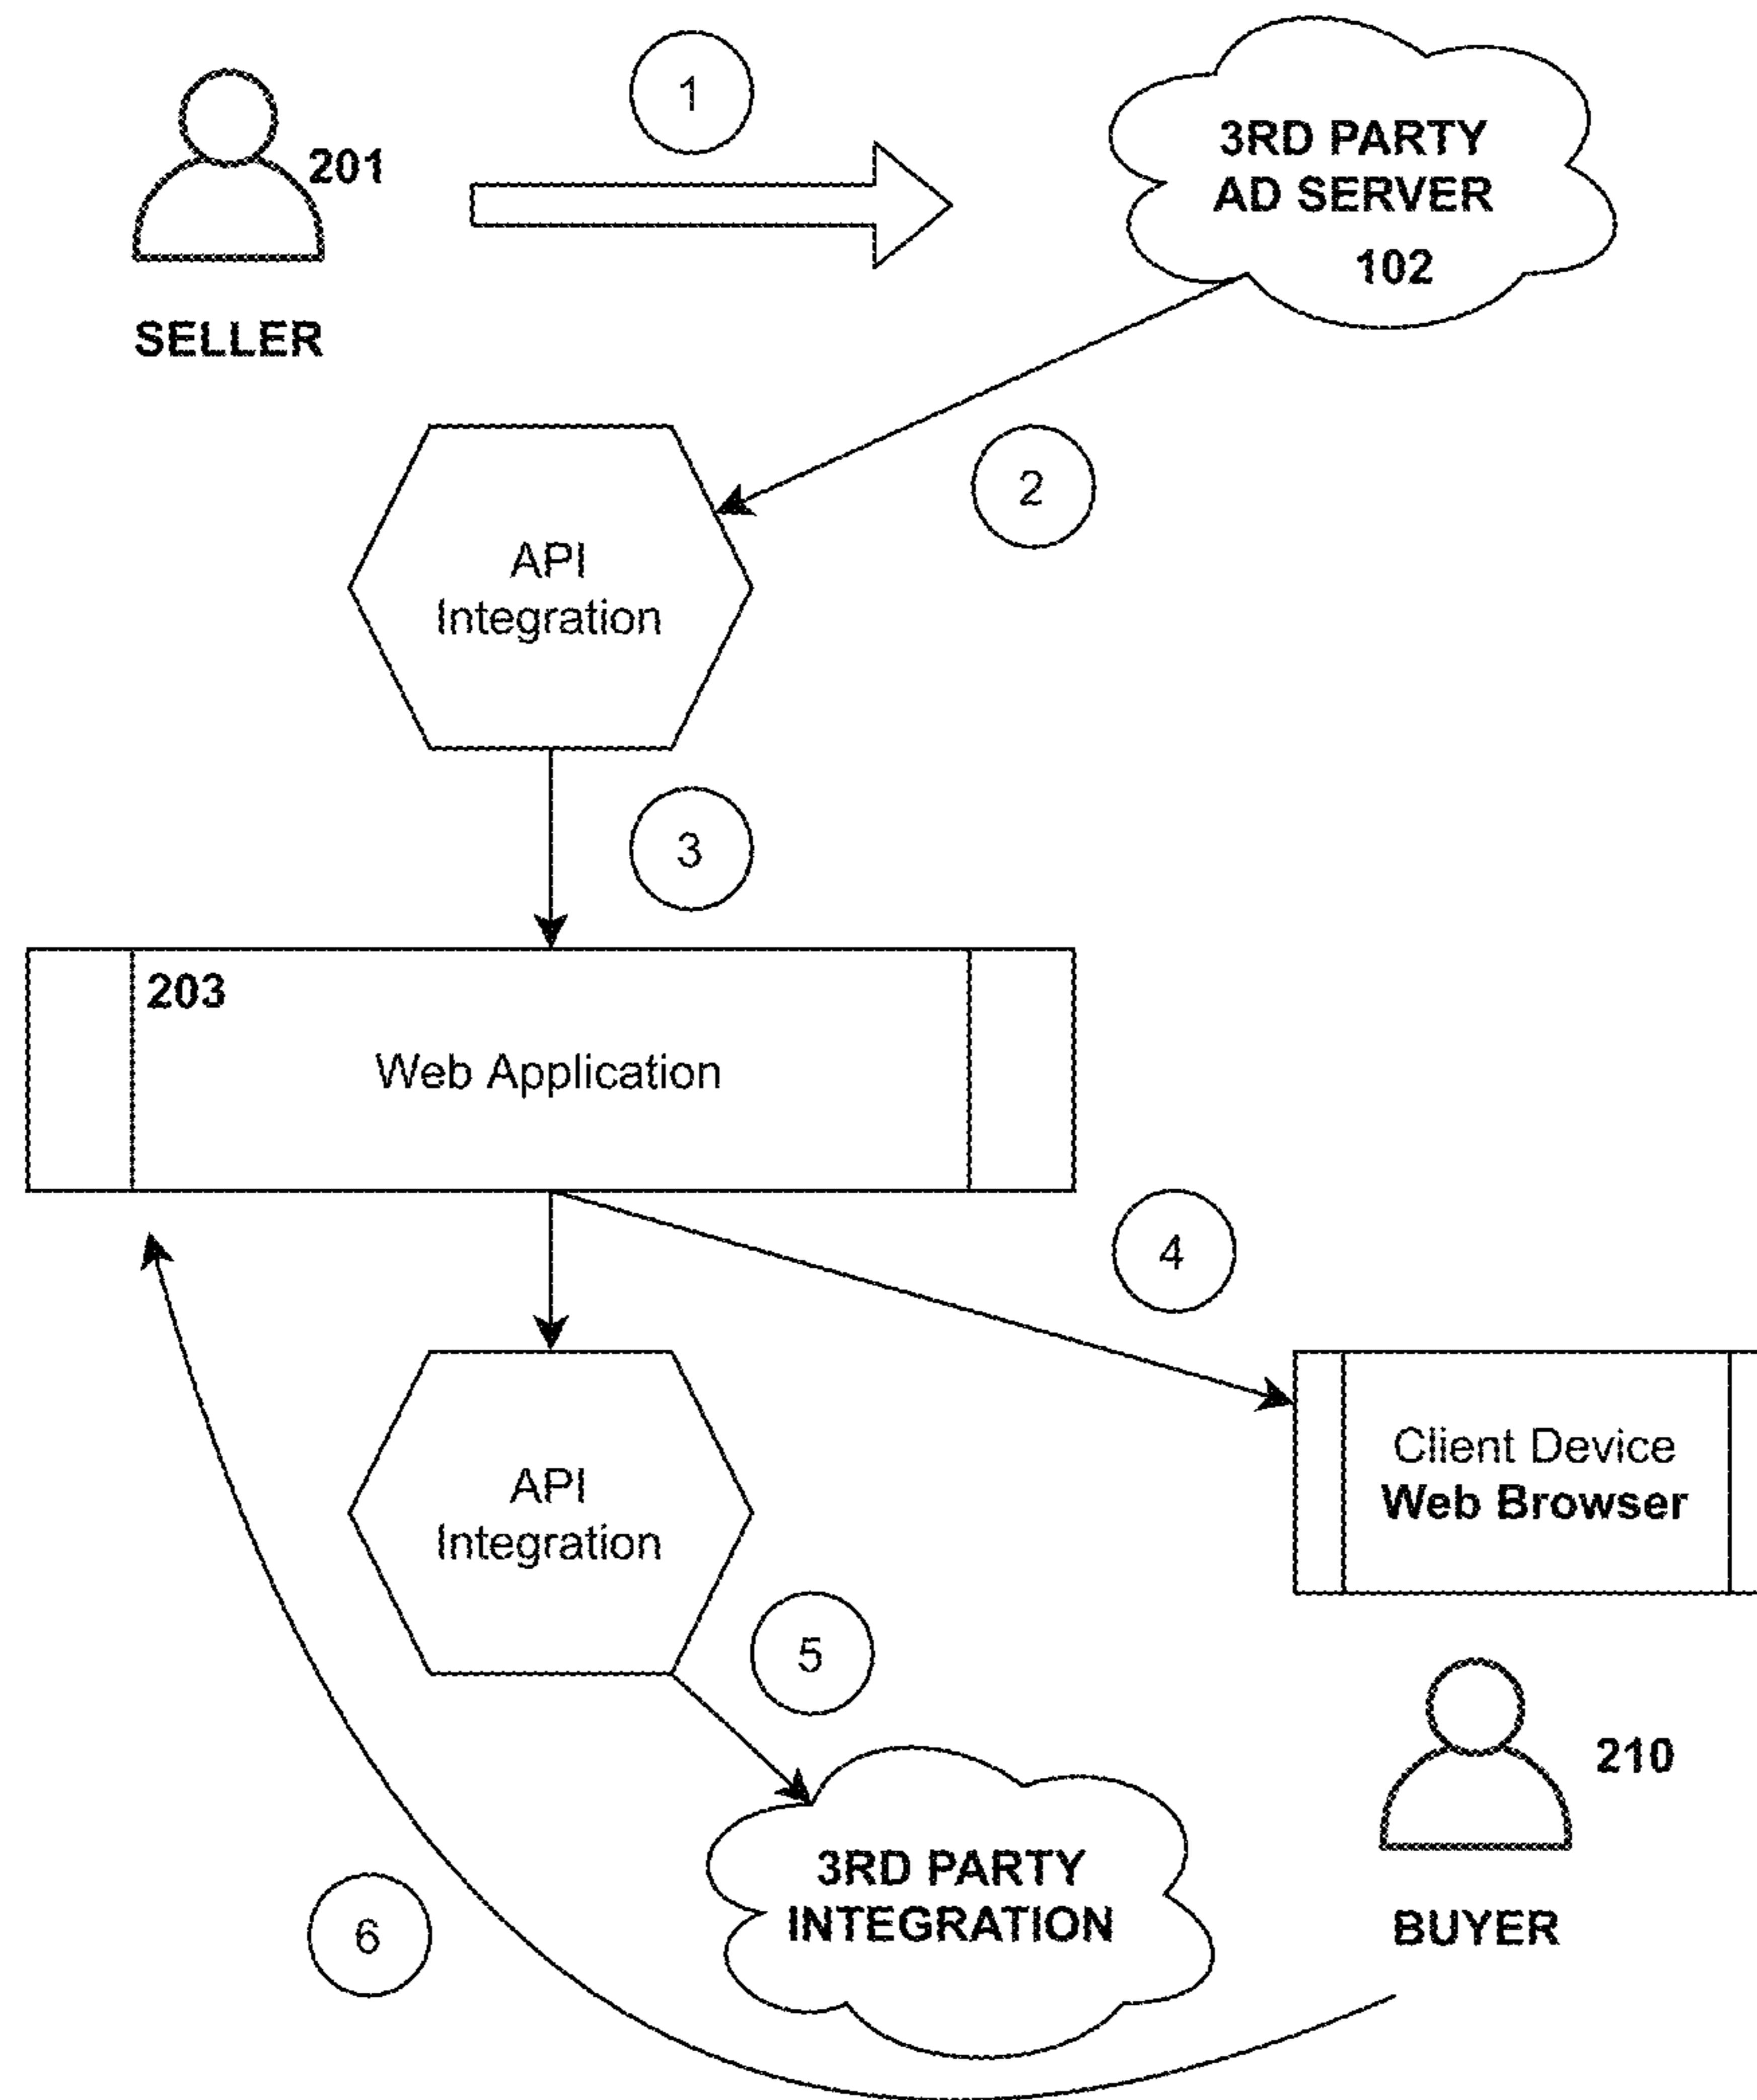 1
201
SELLER
3RD PARTY
AD SERVER
102
2
API
Integration
3
203
Web Application
4
Client Device
Web Browser
API
Integration
5
210
BUYER
3RD PARTY
INTEGRATION
6